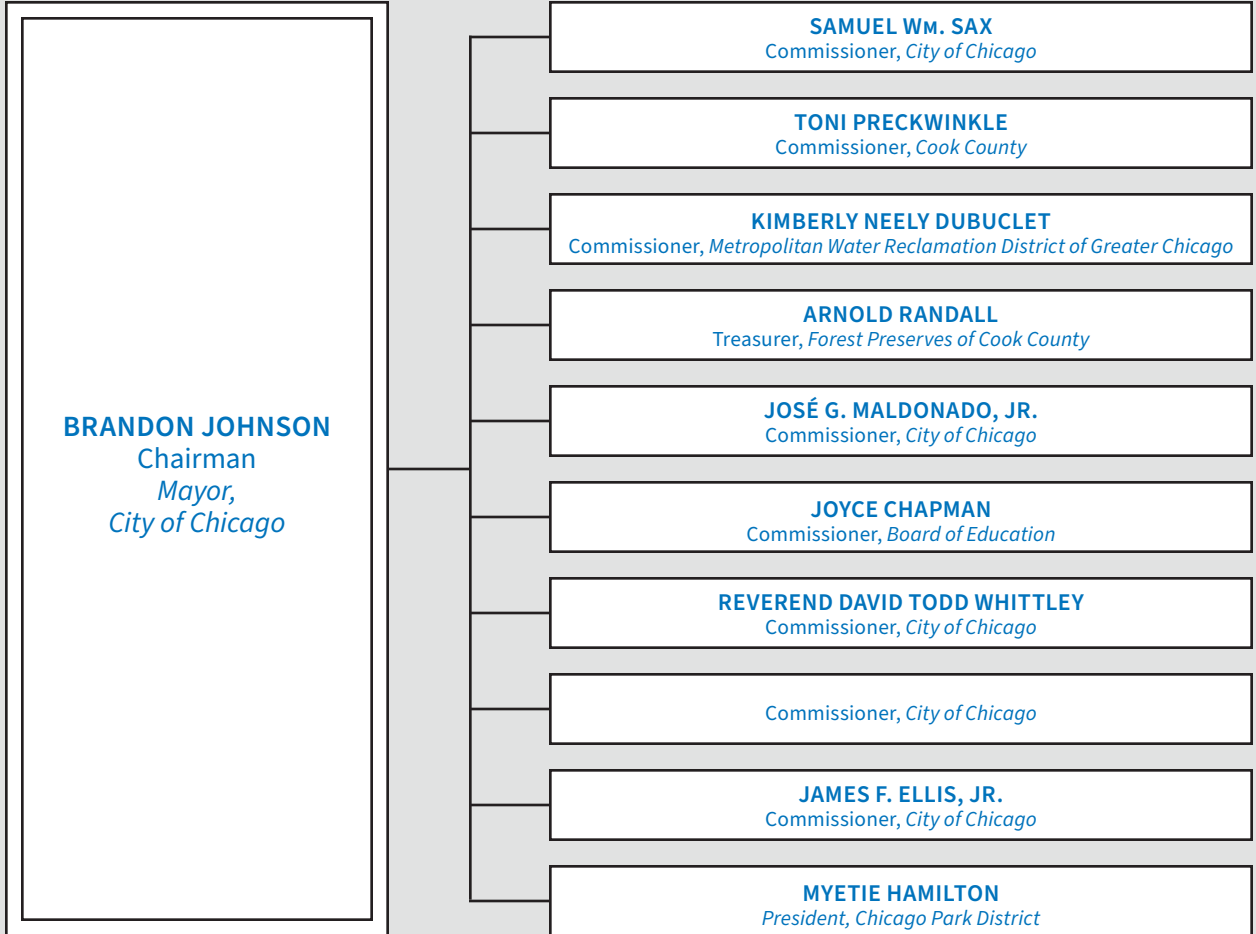 BRANDON JOHNSON
Chairman
Mayor,
City of Chicago
SAMUEL WM. SAX
Commissioner, City of Chicago
TONI PRECKWINKLE
Commissioner, Cook County
KIMBERLY NEELY DUBUCLET
Commissioner, Metropolitan Water Reclamation District of Greater Chicago
ARNOLD RANDALL
Treasurer, Forest Preserves of Cook County
JOSÉ G. MALDONADO, JR.
Commissioner, City of Chicago
JOYCE CHAPMAN
Commissioner, Board of Education
REVEREND DAVID TODD WHITTLEY
Commissioner, City of Chicago
Commissioner, City of Chicago
JAMES F. ELLIS, JR.
Commissioner, City of Chicago
MYETIE HAMILTON
President, Chicago Park District